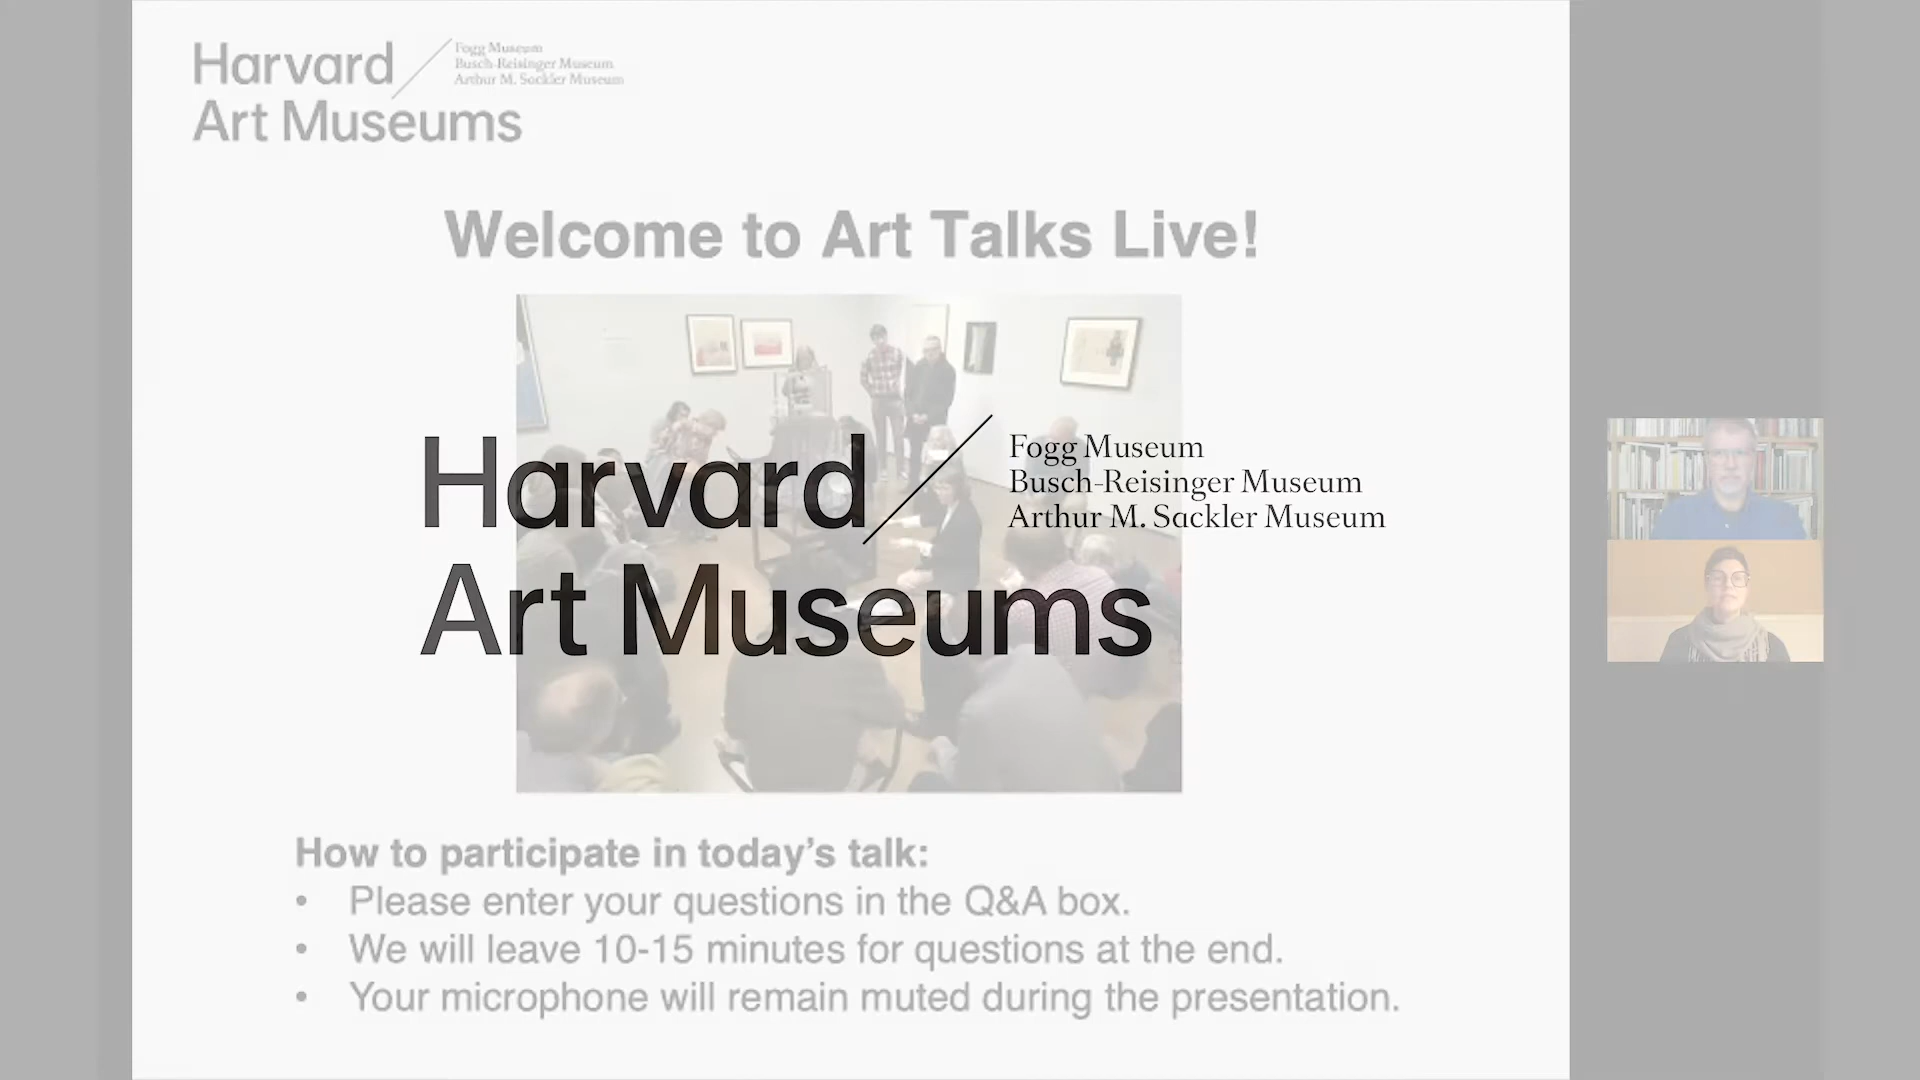 Harvard
Fogg Museum
Busch-Reisinger Museum
Arthur M. Sackler Museum
Art Museums
Welcome to Art Talks Live!
Harvard
Fogg Museum
Busch-Reisinger Museum
Arthur M. Sackler Museum
Art Museums
How to participate in today's talk:
• Please enter your questions in the Q&A box.
• We will leave 10-15 minutes for questions at the end.
• Your microphone will remain muted during the presentation.